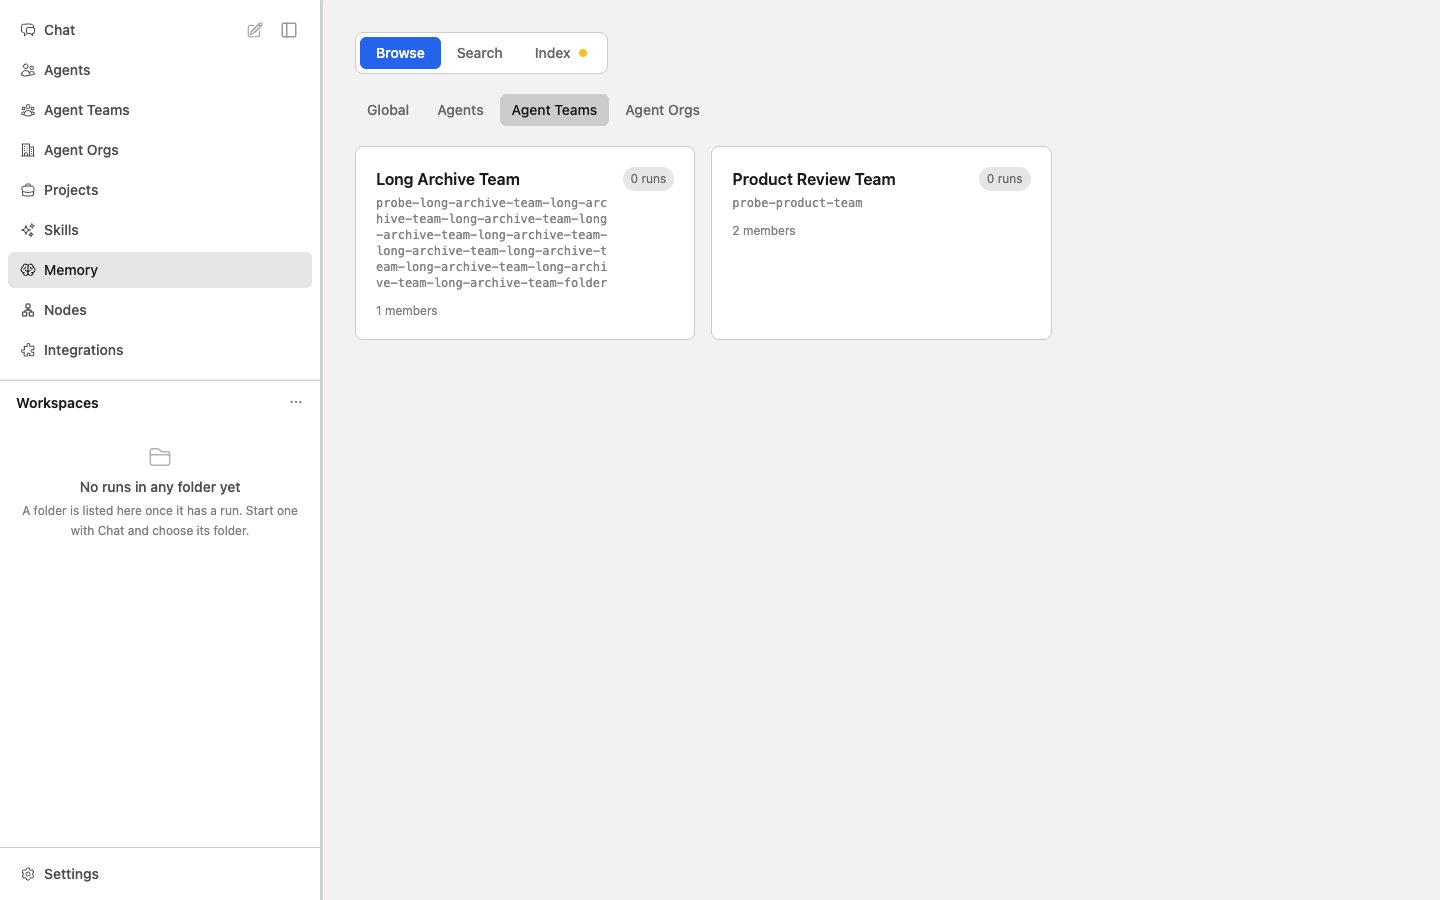 Chat
Agents
Agent Teams
Agent Orgs
Projects
Skills
Memory
Nodes
Integrations
Workspaces
No runs in any folder yet
A folder is listed here once it has a run. Start one
with Chat and choose its folder.
Settings
Browse Search Index
Global Agents Agent Teams Agent Orgs
Long Archive Team 0 runs
probe-long-archive-team-long-arc
hive-team-long-archive-team-long
-archive-team-long-archive-team-
long-archive-team-long-archive-t
eam-long-archive-team-long-archi
ve-team-long-archive-team-folder
1 members
Product Review Team 0 runs
probe-product-team
2 members